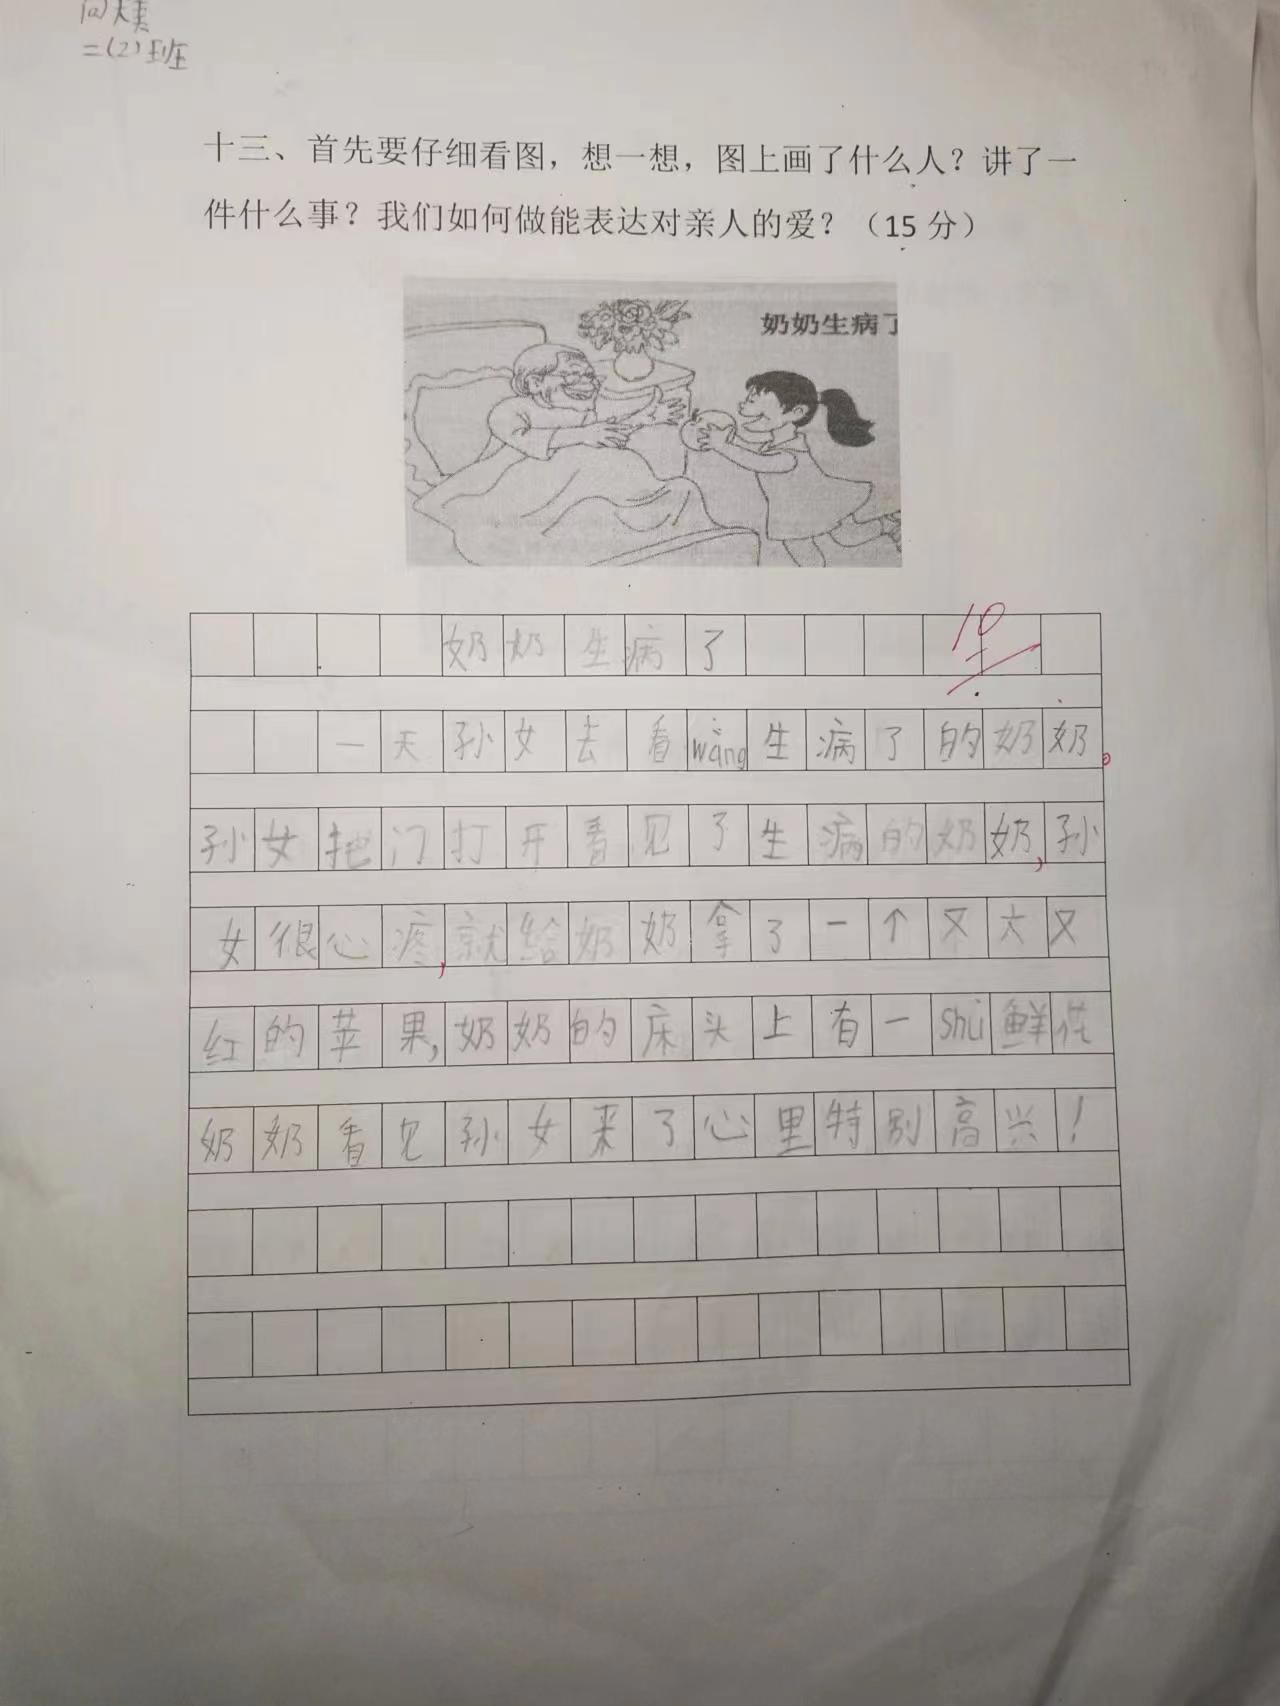 向天美
二(2)班
十三、首先要仔细看图，想一想，图上画了什么人？讲了一
件什么事？我们如何做能表达对亲人的爱？（15 分）
奶奶生病了
奶奶生病了
10
一天孙女去看wàng生病了的奶奶。
孙女把门打开看见了生病的奶奶,孙
女很心疼,就给奶奶拿了一个又大又
红的苹果,奶奶的床头上有一shù鲜花
奶奶看见孙女来了心里特别高兴！